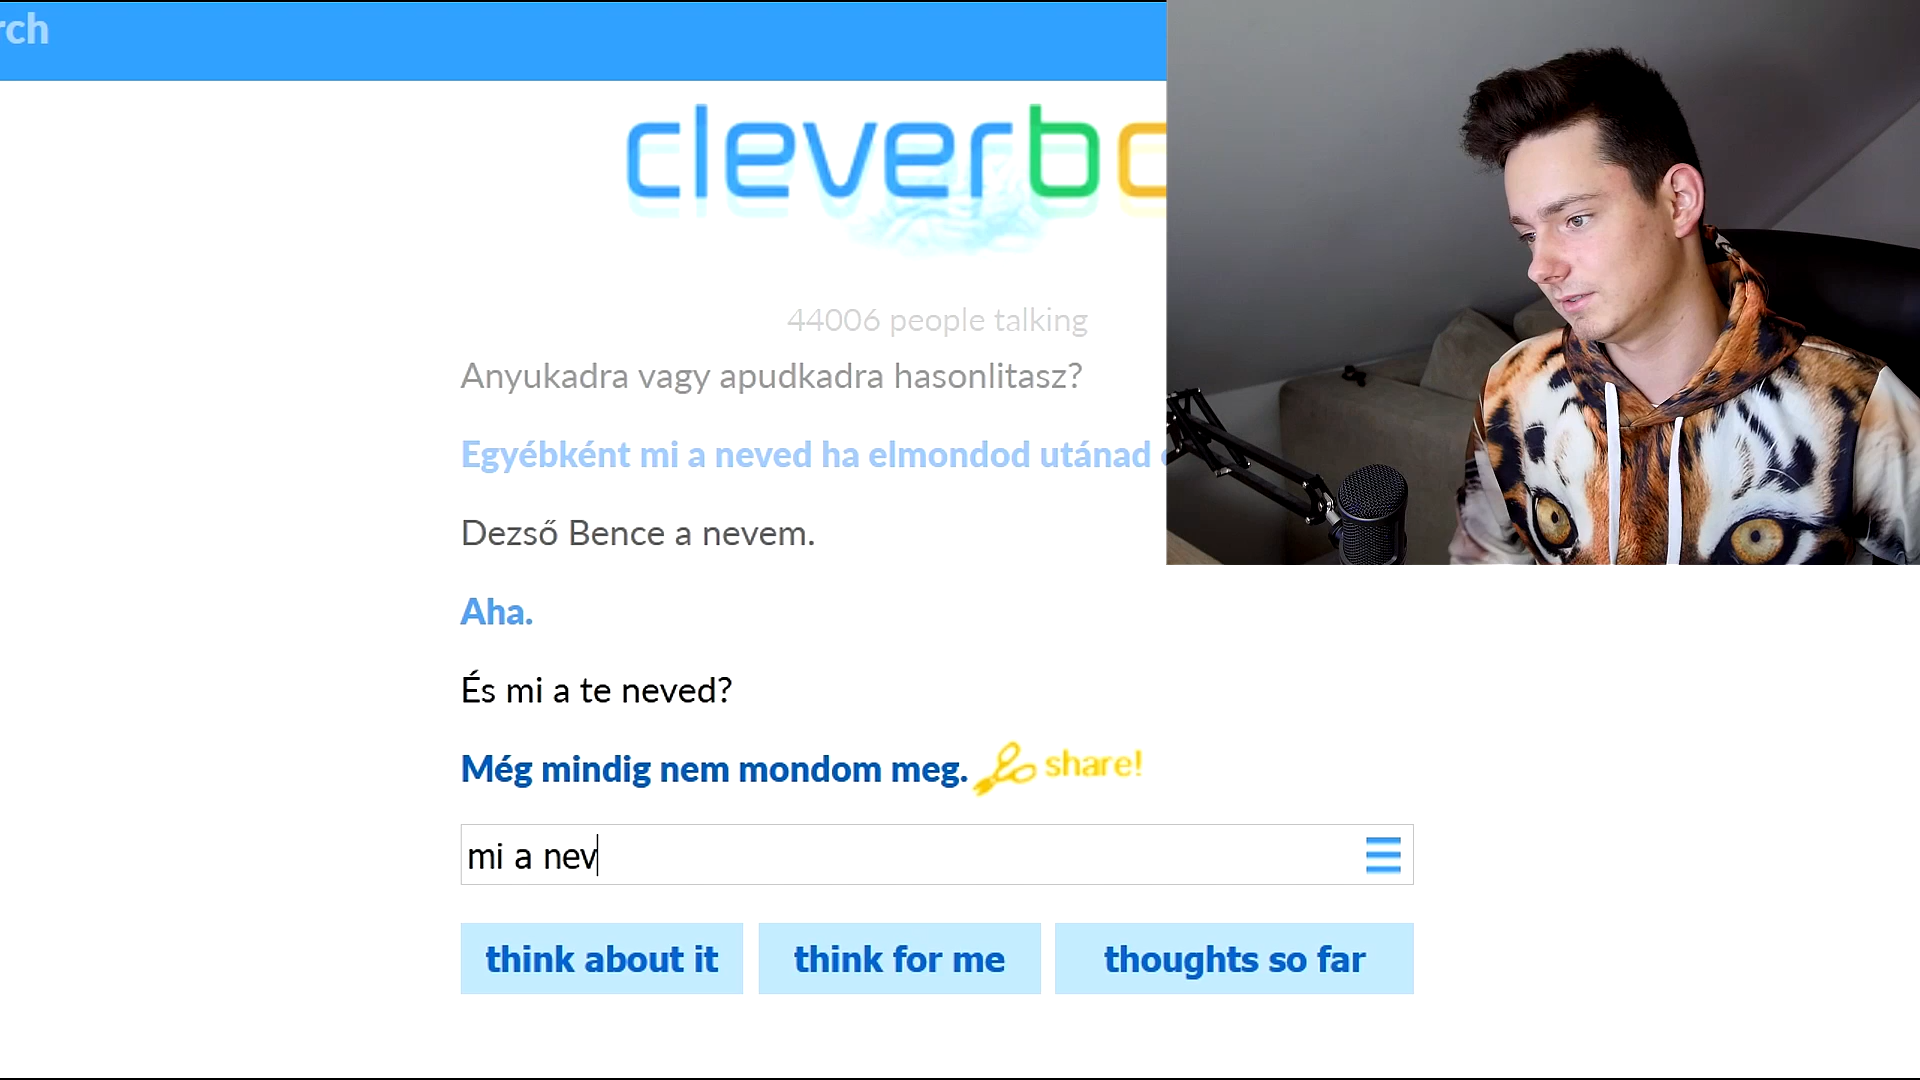 rch
cleverbo
44006 people talking
Anyukadra vagy apudkadra hasonlitasz?
Egyébként mi a neved ha elmondod utánad
Dezső Bence a nevem.
Aha.
És mi a te neved?
Még mindig nem mondom meg. share!
mi a nev
think about it think for me thoughts so far